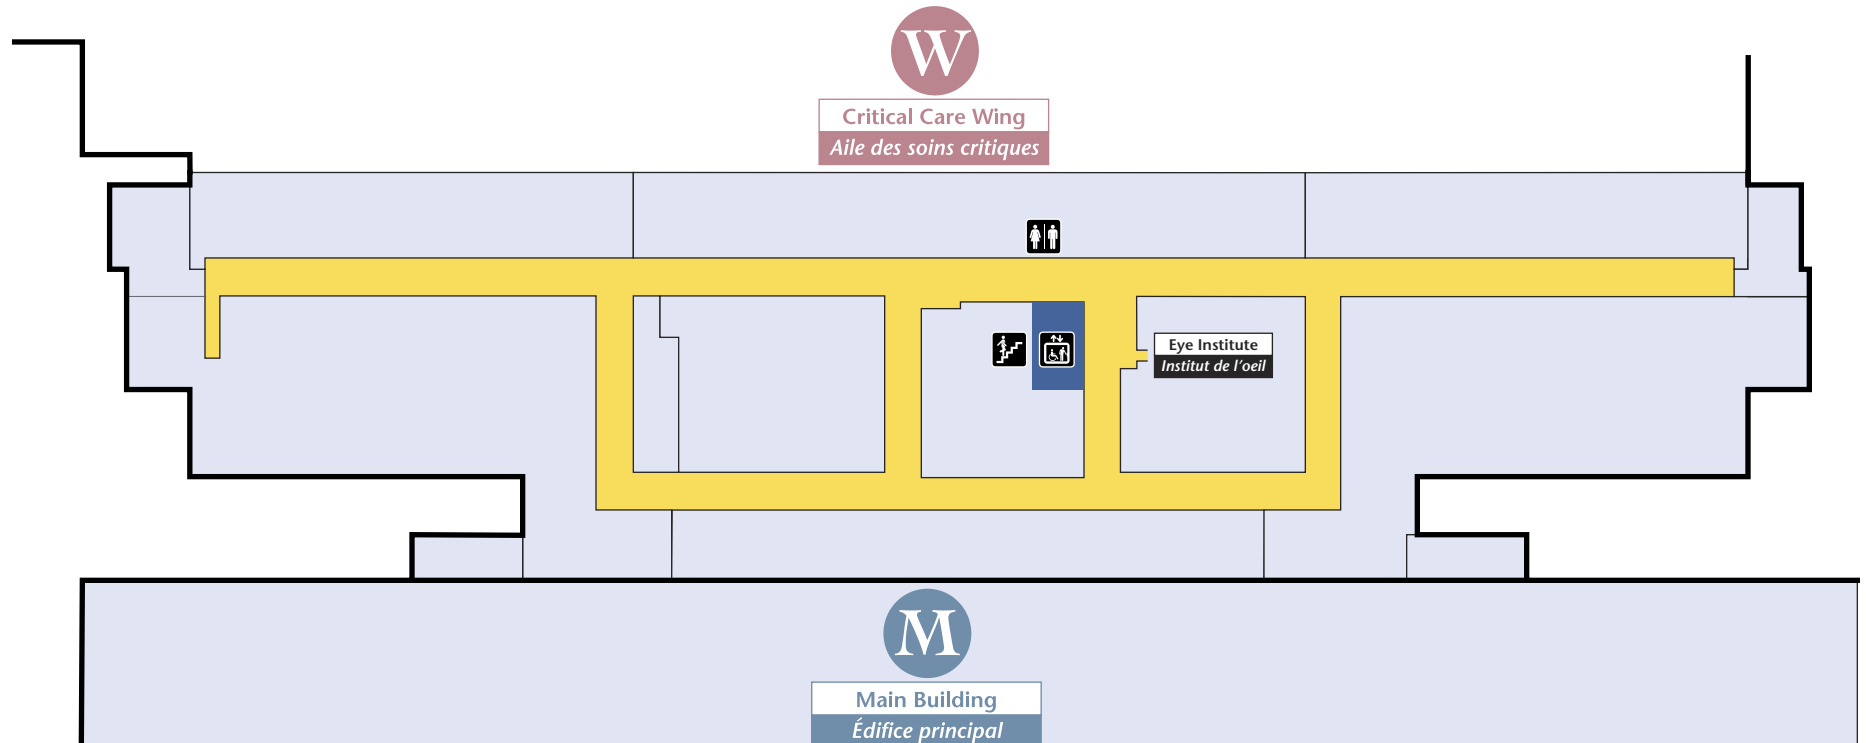 W
Critical Care Wing
Aile des soins critiques
Eye Institute
Institut de l'oeil
M
Main Building
Édifice principal